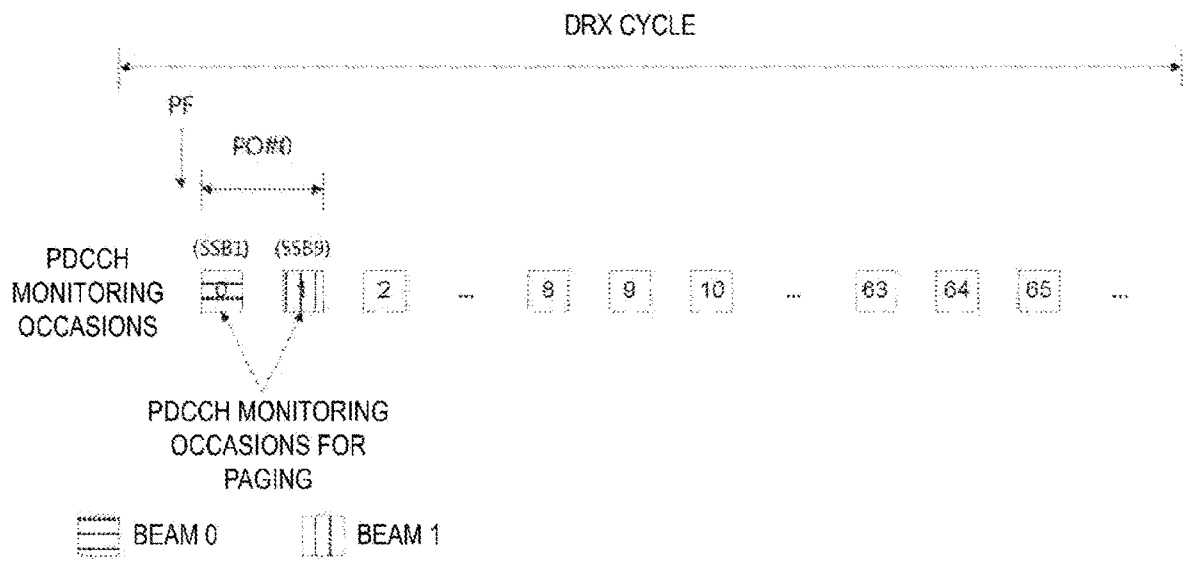 DRX CYCLE
PF
PO#0
(SSB1) (SSB9)
PDCCH
MONITORING
OCCASIONS
0 1 2 ... 8 9 10 ... 63 64 65 ...
PDCCH MONITORING
OCCASIONS FOR
PAGING
BEAM 0 BEAM 1